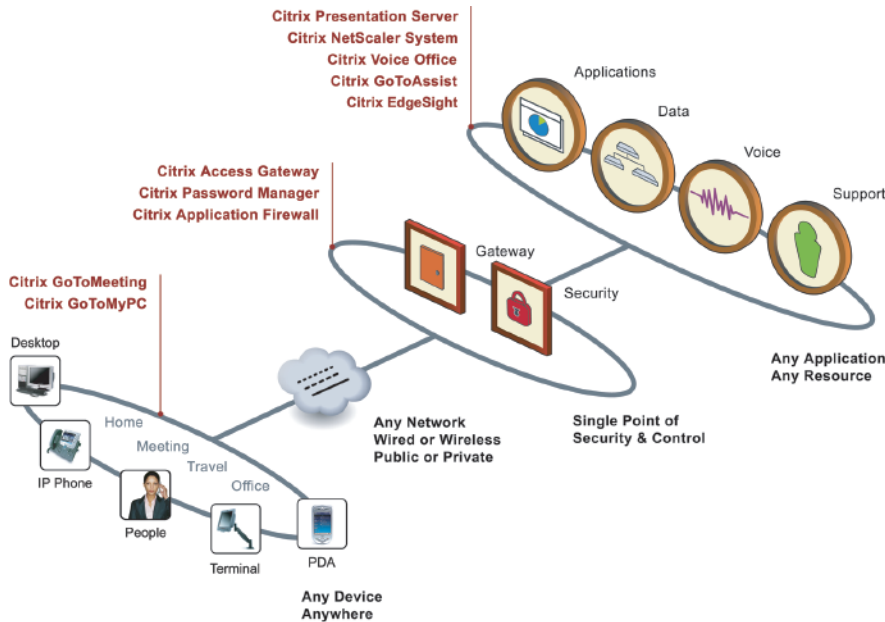 Citrix Presentation Server
Citrix NetScaler System
Citrix Voice Office
Citrix GoToAssist
Citrix EdgeSight
Applications
Data
Voice
Support
Citrix Access Gateway
Citrix Password Manager
Citrix Application Firewall
Gateway
Security
Citrix GoToMeeting
Citrix GoToMyPC
Desktop
Any Application
Any Resource
Any Network
Wired or Wireless
Public or Private
Single Point of
Security & Control
Home
Meeting
Travel
Office
IP Phone
People
Terminal
PDA
Any Device
Anywhere